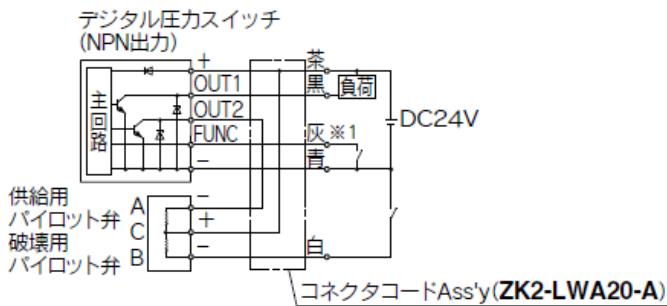 デジタル圧力スイッチ
(NPN出力)
+ 茶
OUT1 黒 負荷
OUT2
主回路
DC24V
FUNC 灰※1
- 青
供給用
パイロット弁 A -
C +
破壊用
パイロット弁 B - 白
コネクタコードAss'y(ZK2-LWA20-A)